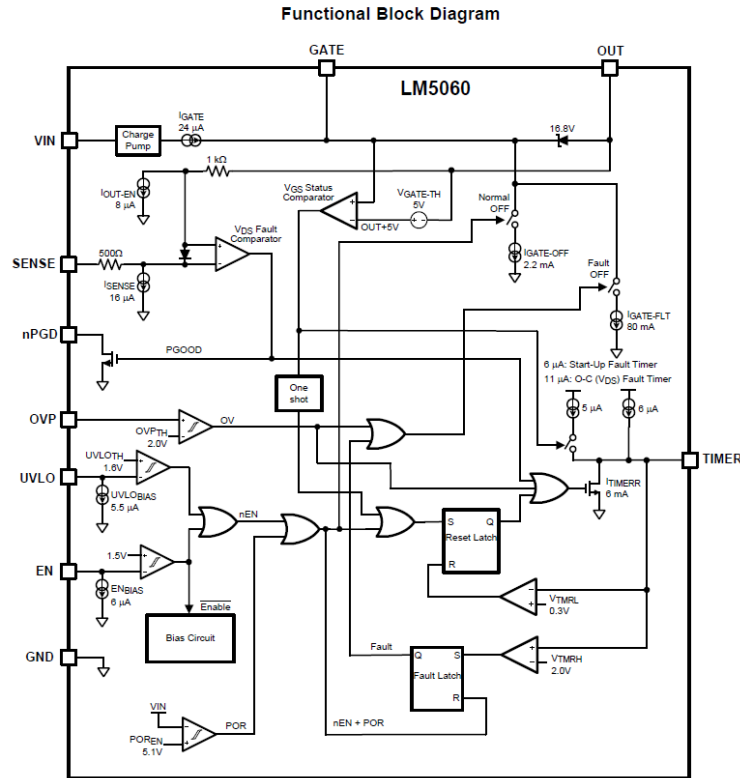 Functional Block Diagram
GATE
OUT
LM5060
VIN
Charge
Pump
IGATE
24 μA
16.8V
1 kΩ
IOUT-EN
8 μA
VGS Status
Comparator
+
−
VGATE-TH
5V
+ −
OUT+5V
Normal
OFF
VDS Fault
Comparator
+
−
SENSE
500Ω
ISENSE
16 μA
IGATE-OFF
2.2 mA
Fault
OFF
IGATE-FLT
80 mA
nPGD
PGOOD
6 μA: Start-Up Fault Timer
11 μA: O-C (VDS) Fault Timer
One
shot
5 μA
6 μA
OVP
+
−
OV
OVPTH
2.0V
TIMER
UVLOTH
1.6V
+
−
UVLO
UVLOBIAS
5.5 μA
ITIMERR
6 mA
nEN
S
Q
Reset Latch
R
1.5V
+
−
EN
ENBIAS
6 μA
Enable
Bias Circuit
−
+
VTMRL
0.3V
GND
Fault
Q
S
Fault Latch
R
+
−
VTMRH
2.0V
VIN
−
+
POR
POREN
5.1V
nEN + POR